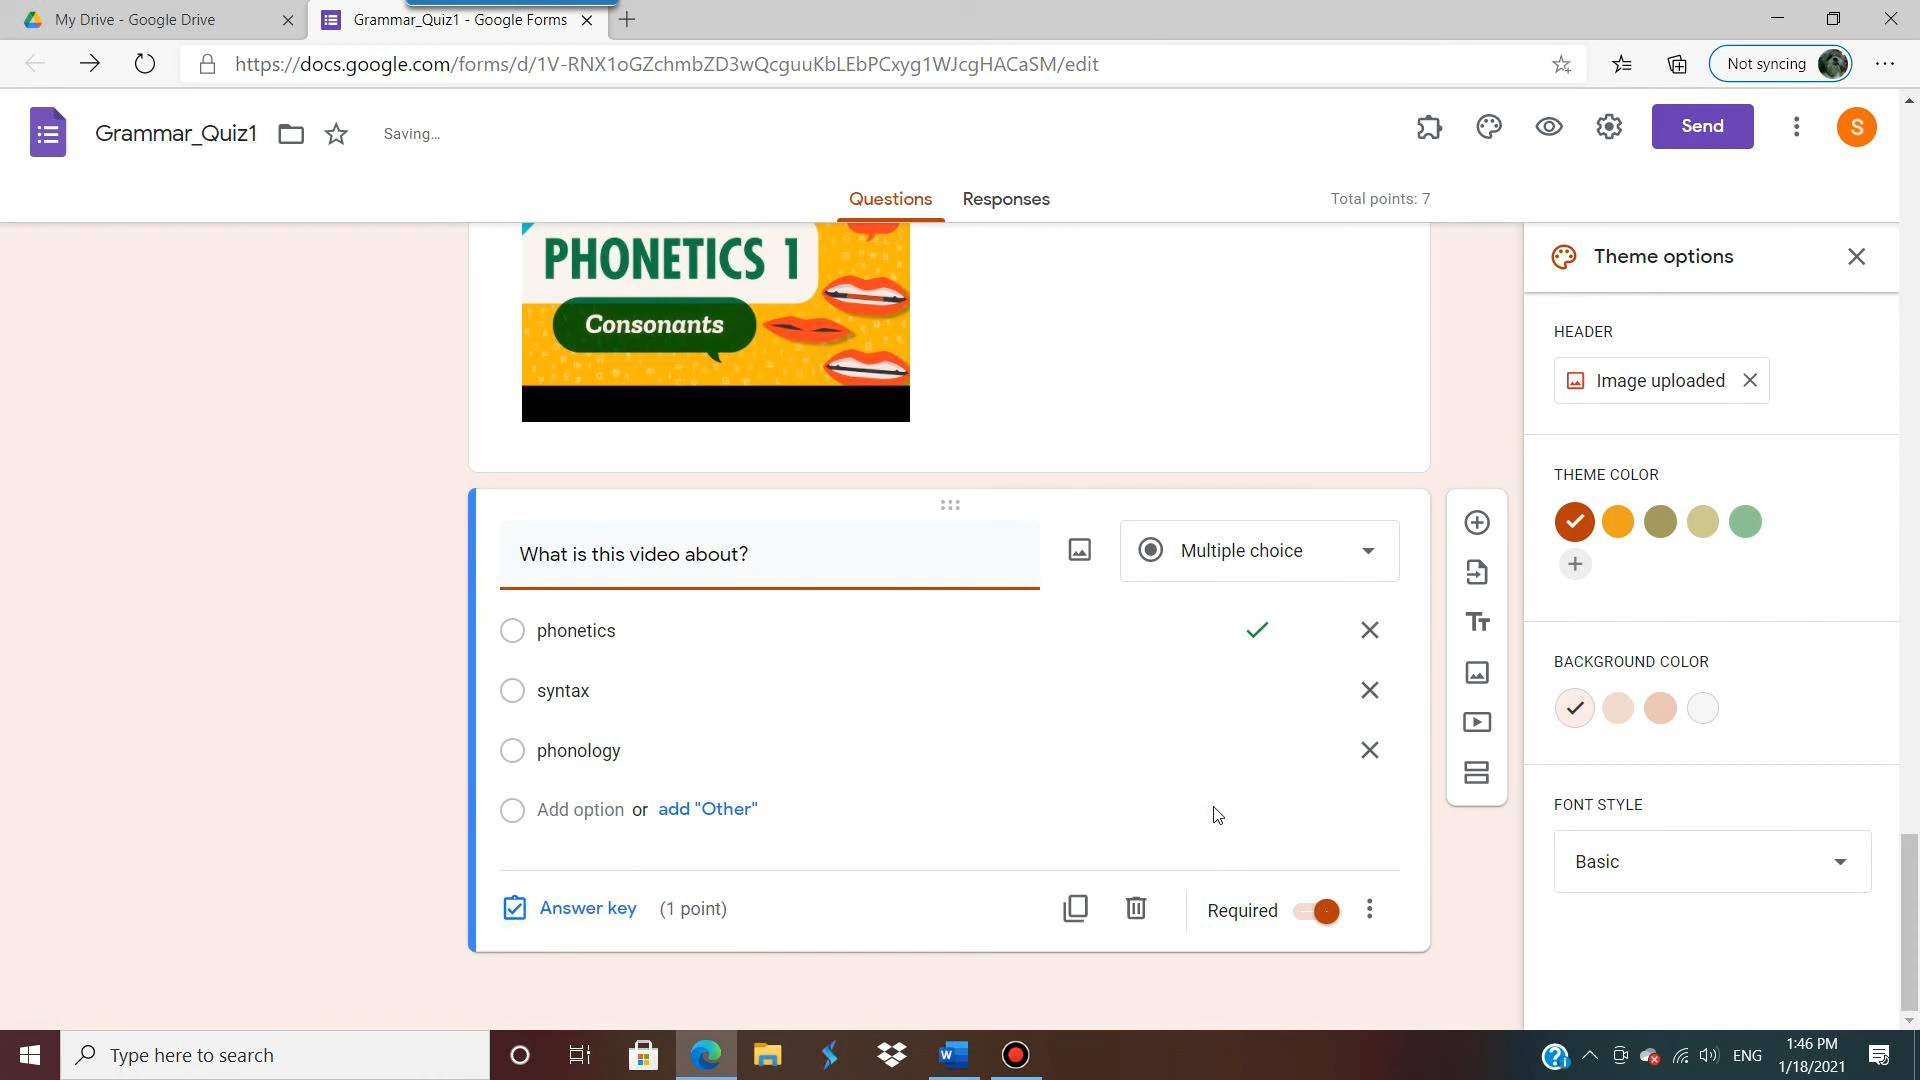 My Drive - Google Drive
Grammar_Quiz1 - Google Forms
https://docs.google.com/forms/d/1V-RNX1oGZchmbZD3wQcguuKbLEbPCxyg1WJcgHACaSM/edit
Not syncing
Grammar_Quiz1
Saving...
Send
S
Questions
Responses
Total points: 7
PHONETICS 1
Consonants
Theme options
HEADER
Image uploaded
THEME COLOR
BACKGROUND COLOR
FONT STYLE
Basic
What is this video about?
Multiple choice
phonetics
syntax
phonology
Add option or add "Other"
Answer key (1 point)
Required
Type here to search
ENG
1:46 PM
1/18/2021